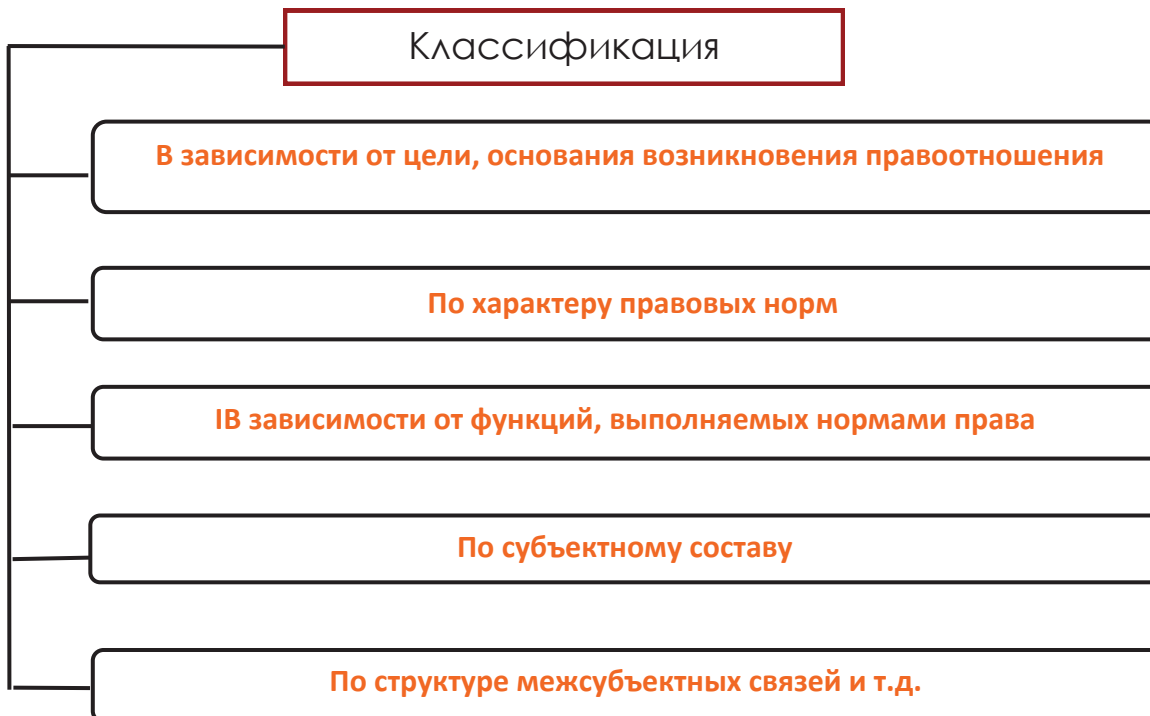 Классификация
В зависимости от цели, основания возникновения правоотношения
По характеру правовых норм
IВ зависимости от функций, выполняемых нормами права
По субъектному составу
По структуре межсубъектных связей и т.д.